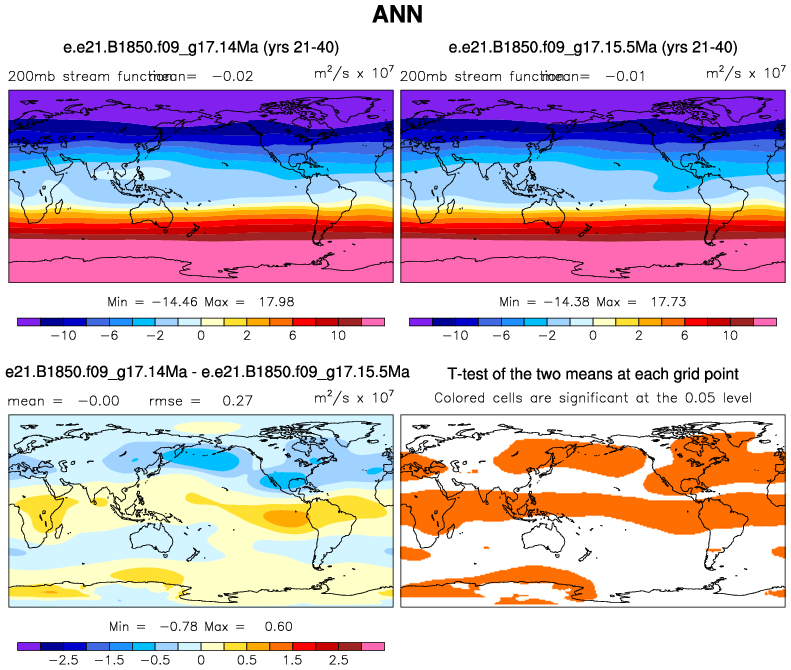 ANN
e.e21.B1850.f09_g17.14Ma (yrs 21-40)
e.e21.B1850.f09_g17.15.5Ma (yrs 21-40)
200mb stream function mean= −0.02 m²/s x 10⁷
200mb stream function mean= −0.01 m²/s x 10⁷
Min = −14.46 Max = 17.98
Min = −14.38 Max = 17.73
−10 −6 −2 0 2 6 10
−10 −6 −2 0 2 6 10
e21.B1850.f09_g17.14Ma - e.e21.B1850.f09_g17.15.5Ma
T-test of the two means at each grid point
mean = −0.00 rmse = 0.27 m²/s x 10⁷
Colored cells are significant at the 0.05 level
Min = −0.78 Max = 0.60
−2.5 −1.5 −0.5 0 0.5 1.5 2.5